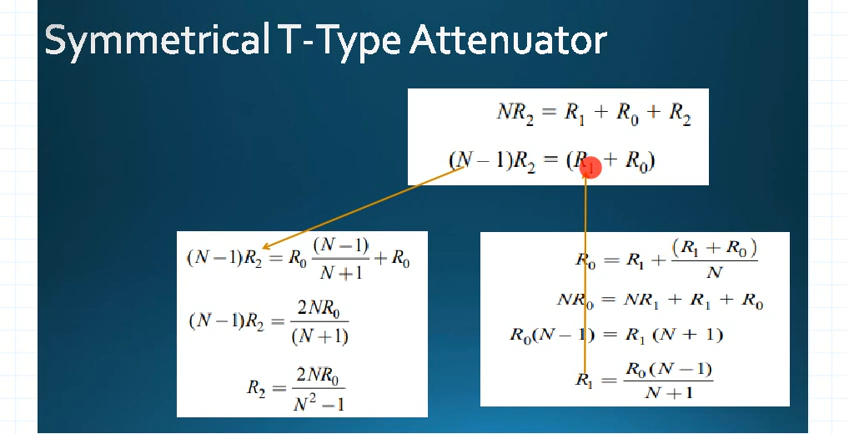 Symmetrical T-Type Attenuator
NR₂ = R₁ + R₀ + R₂
(N – 1)R₂ = (R₁ + R₀)
(N–1)R₂ = R₀ (N–1)/(N+1) + R₀
(N–1)R₂ = 2NR₀/(N+1)
R₂ = 2NR₀/(N² –1)
R₀ = R₁ + (R₁ + R₀)/N
NR₀ = NR₁ + R₁ + R₀
R₀(N – 1) = R₁ (N + 1)
R₁ = R₀(N – 1)/(N + 1)